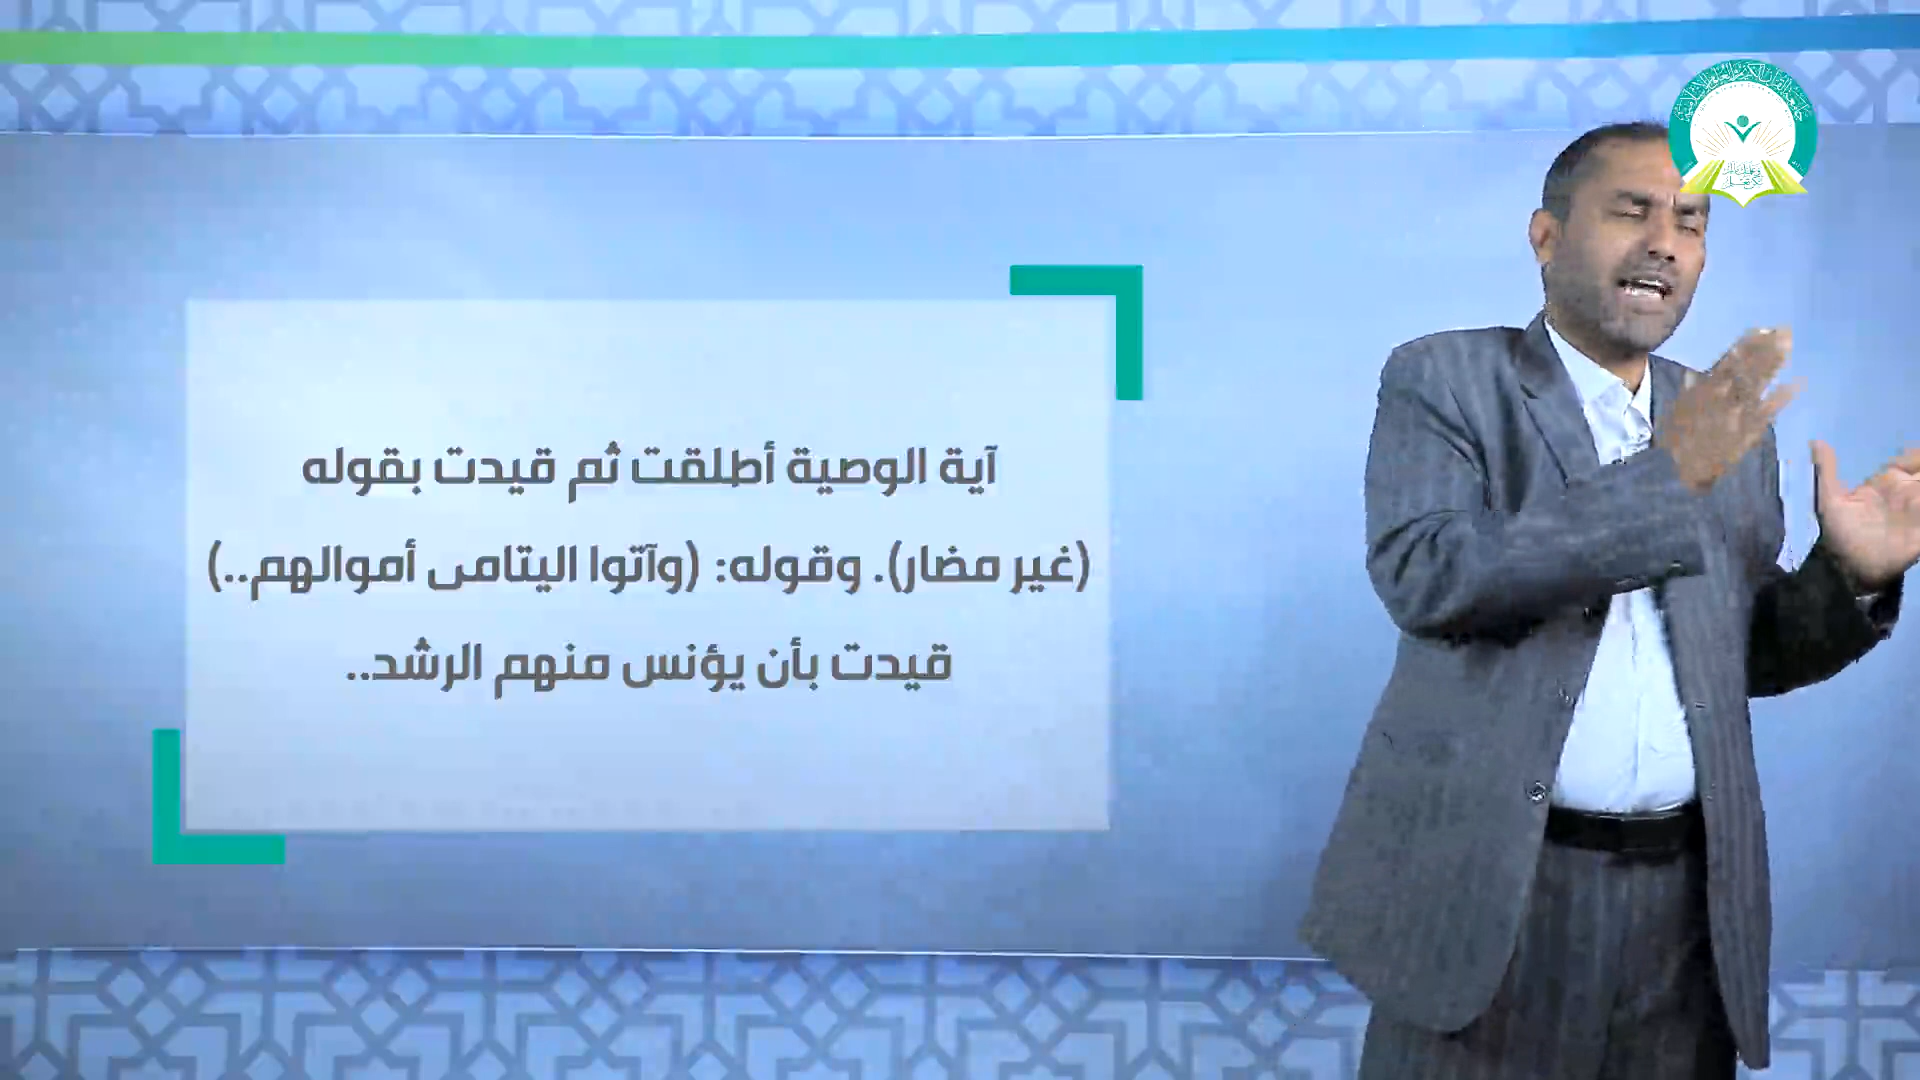 آية الوصية أطلقت ثم قيدت بقوله
(غير مضار). وقوله: (وآتوا اليتامى أموالهم..)
قيدت بأن يؤنس منهم الرشد..